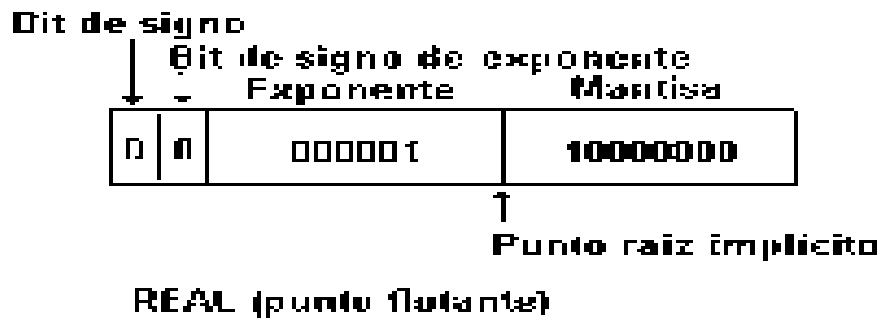 Bit de signo
Bit de signo de exponente
Exponente Mantisa
0 0 000001 10000000
Punto raiz implicito
REAL (punto flotante)